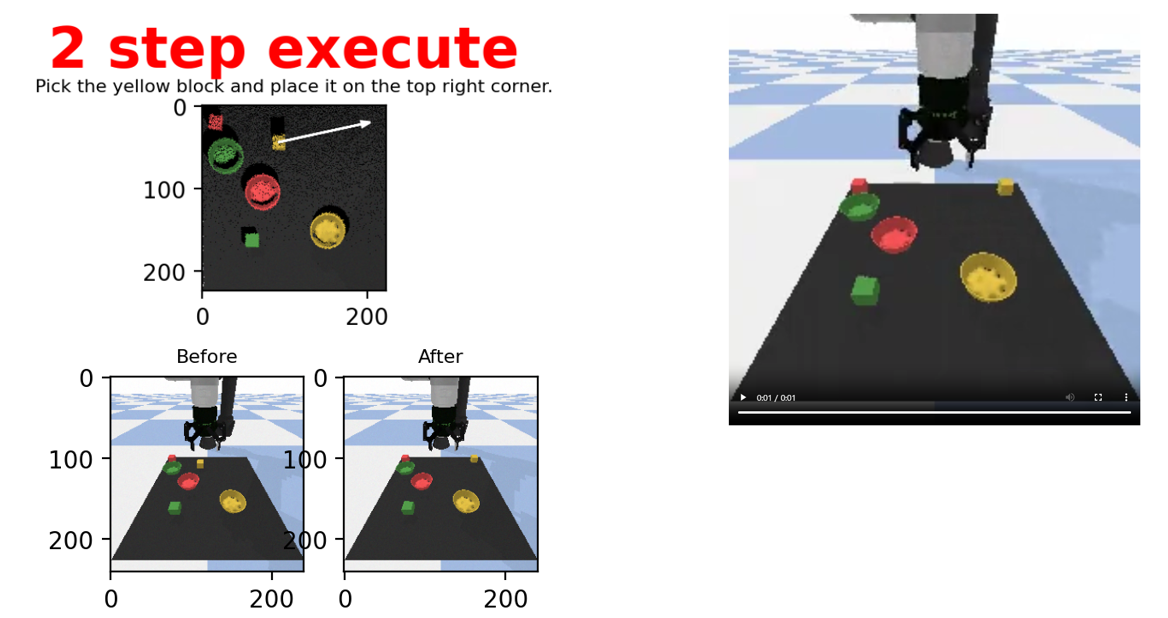 2 step execute
Pick the yellow block and place it on the top right corner.
0
100
200
0 200
Before After
0 0
100 100
200 200
0 200 0 200
0:01 / 0:01